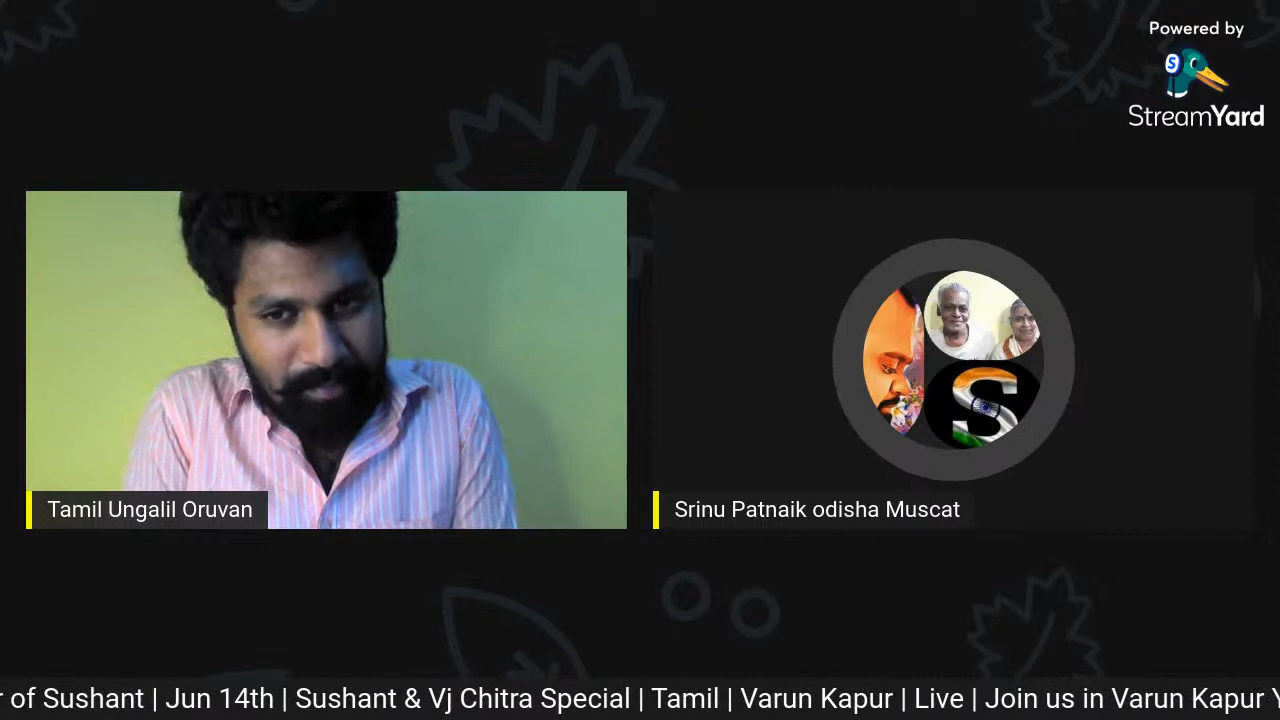 Powered by
S
StreamYard
S
Tamil Ungalil Oruvan
Srinu Patnaik odisha Muscat
r of Sushant | Jun 14th | Sushant & Vj Chitra Special | Tamil | Varun Kapur | Live | Join us in Varun Kapur Y